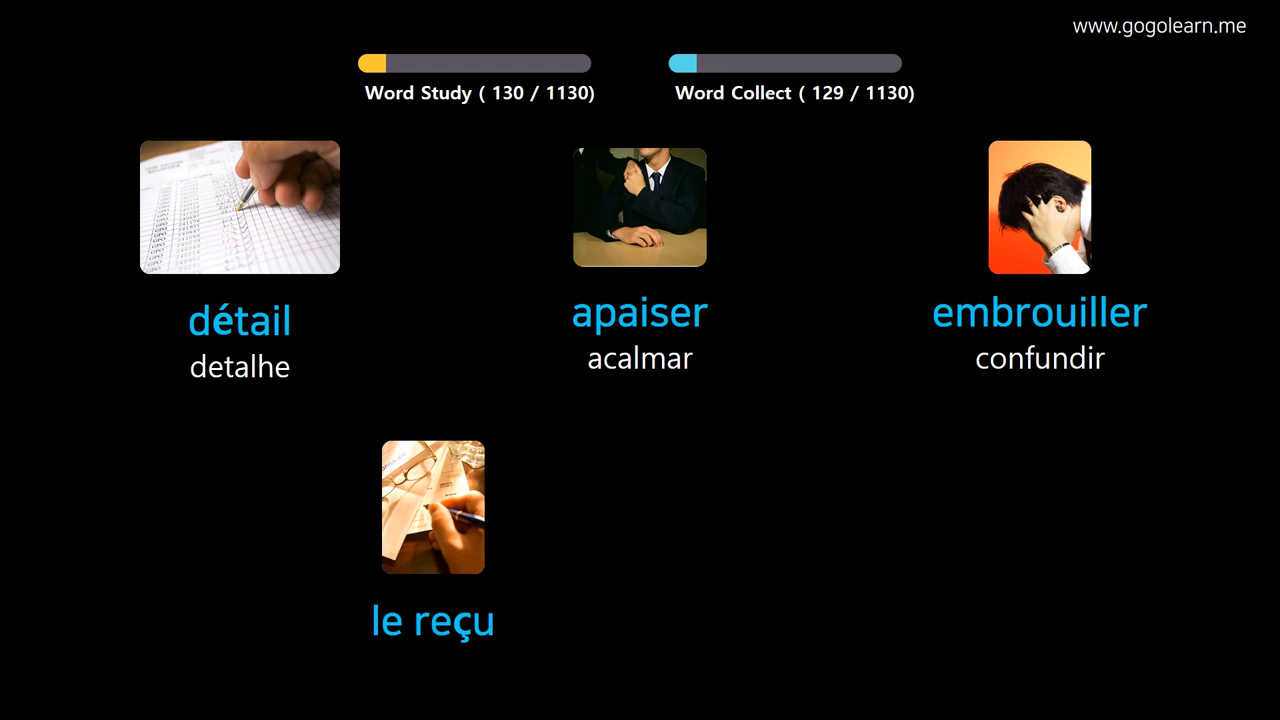 www.gogolearn.me
Word Study ( 130 / 1130)
Word Collect ( 129 / 1130)
détail
detalhe
apaiser
acalmar
embrouiller
confundir
le reçu